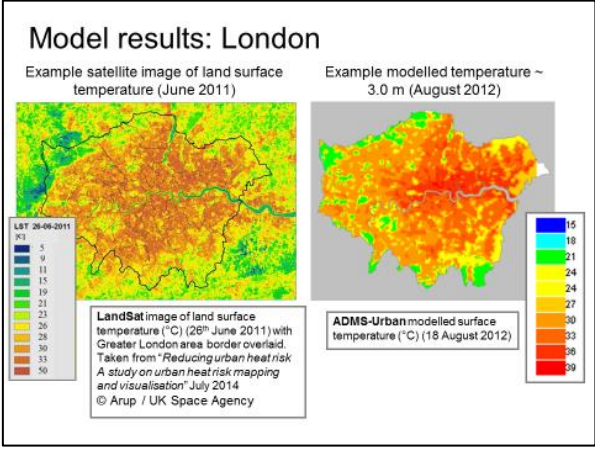 Model results: London
Example satellite image of land surface
temperature (June 2011)
Example modelled temperature ~
3.0 m (August 2012)
LST 26-06-2011
[C]
5
9
11
15
19
21
23
26
28
30
33
50
LandSat image of land surface
temperature (°C) (26th June 2011) with
Greater London area border overlaid.
Taken from "Reducing urban heat risk
A study on urban heat risk mapping
and visualisation" July 2014
© Arup / UK Space Agency
ADMS-Urban modelled surface
temperature (°C) (18 August 2012)
15
18
21
24
24
27
30
33
36
39